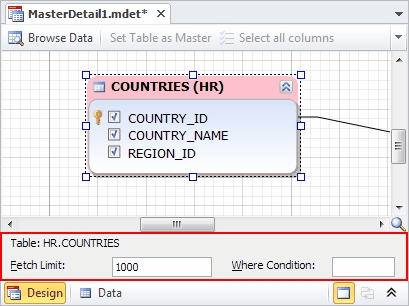 MasterDetail1.mdet*
Browse Data Set Table as Master Select all columns
COUNTRIES (HR)
COUNTRY_ID
COUNTRY_NAME
REGION_ID
Table: HR.COUNTRIES
Fetch Limit: 1000 Where Condition:
Design Data